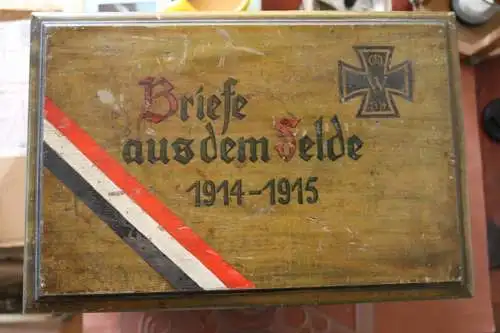 W
Briefe
aus dem Felde
1914-1915